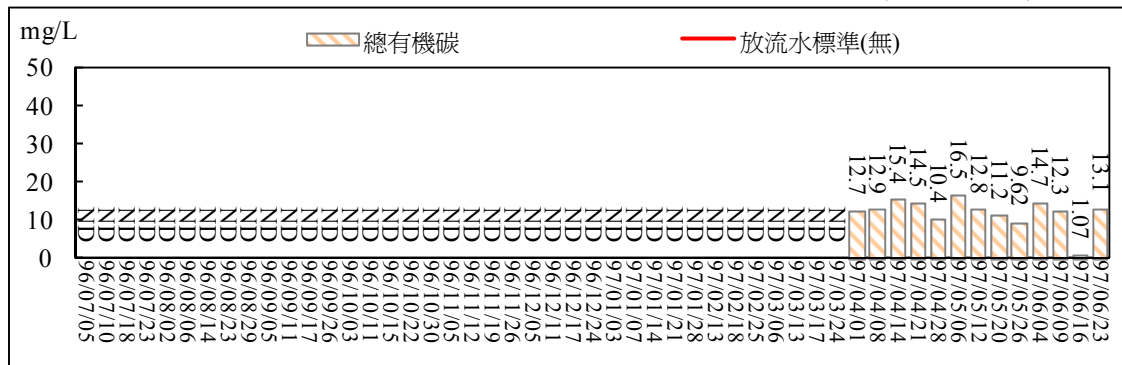 mg/L
總有機碳
放流水標準(無)
50
40
30
20
10
0
ND ND ND ND ND ND ND ND ND ND ND ND ND ND ND ND ND ND ND ND ND ND ND ND ND ND ND ND ND ND ND ND ND ND ND ND ND ND 12.7 12.9 15.4 14.5 10.4 16.5 12.8 11.2 9.62 14.7 12.3 1.07 13.1
96/07/05 96/07/10 96/07/18 96/07/23 96/08/02 96/08/06 96/08/14 96/08/23 96/08/29 96/09/05 96/09/11 96/09/17 96/09/26 96/10/03 96/10/11 96/10/15 96/10/22 96/10/30 96/11/05 96/11/12 96/11/19 96/11/26 96/12/05 96/12/11 96/12/17 96/12/24 97/01/03 97/01/07 97/01/14 97/01/21 97/01/28 97/02/13 97/02/18 97/02/25 97/03/06 97/03/13 97/03/17 97/03/24 97/04/01 97/04/08 97/04/14 97/04/21 97/04/28 97/05/06 97/05/12 97/05/20 97/05/26 97/06/04 97/06/09 97/06/16 97/06/23